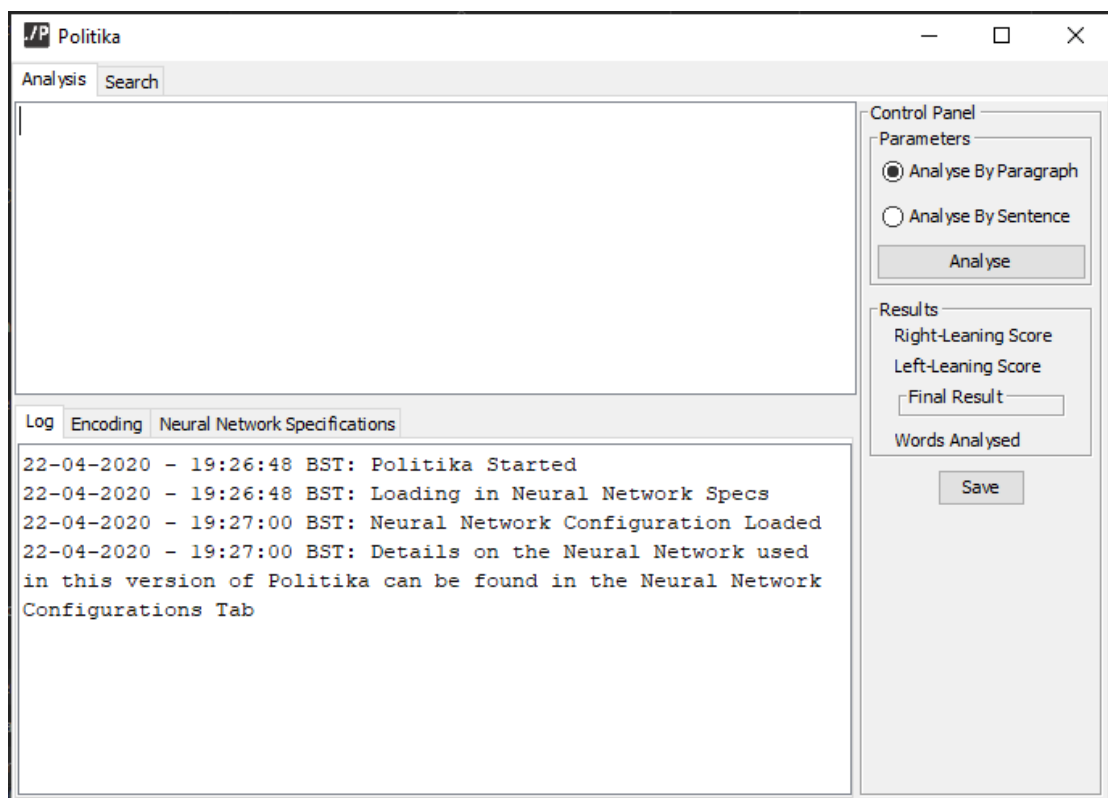 ./P Politika
Analysis Search
Control Panel
Parameters
Analyse By Paragraph
Analyse By Sentence
Analyse
Results
Right-Leaning Score
Left-Leaning Score
Final Result
Words Analysed
Save
Log Encoding Neural Network Specifications
22-04-2020 - 19:26:48 BST: Politika Started
22-04-2020 - 19:26:48 BST: Loading in Neural Network Specs
22-04-2020 - 19:27:00 BST: Neural Network Configuration Loaded
22-04-2020 - 19:27:00 BST: Details on the Neural Network used
in this version of Politika can be found in the Neural Network
Configurations Tab